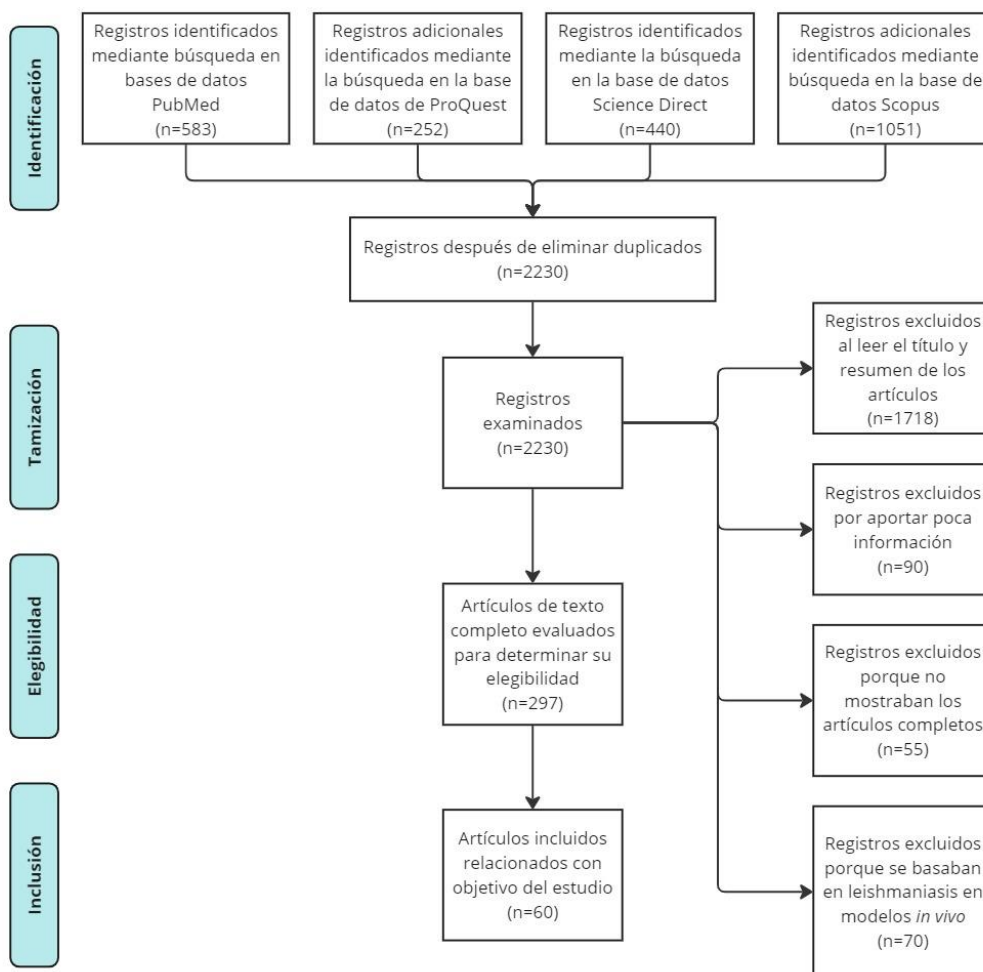 Identificación
Registros identificados
mediante búsqueda en
bases de datos
PubMed
(n=583)
Registros adicionales
identificados mediante
la búsqueda en la base
de datos de ProQuest
(n=252)
Registros identificados
mediante la búsqueda
en la base de datos
Science Direct
(n=440)
Registros adicionales
identificados mediante
búsqueda en la base de
datos Scopus
(n=1051)
Registros después de eliminar duplicados
(n=2230)
Tamización
Registros
examinados
(n=2230)
Registros excluidos
al leer el título y
resumen de los
artículos
(n=1718)
Registros excluidos
por aportar poca
información
(n=90)
Elegibilidad
Artículos de texto
completo evaluados
para determinar su
elegibilidad
(n=297)
Registros excluidos
porque no
mostraban los
artículos completos
(n=55)
Inclusión
Artículos incluidos
relacionados con
objetivo del estudio
(n=60)
Registros excluidos
porque se basaban
en leishmaniasis en
modelos in vivo
(n=70)